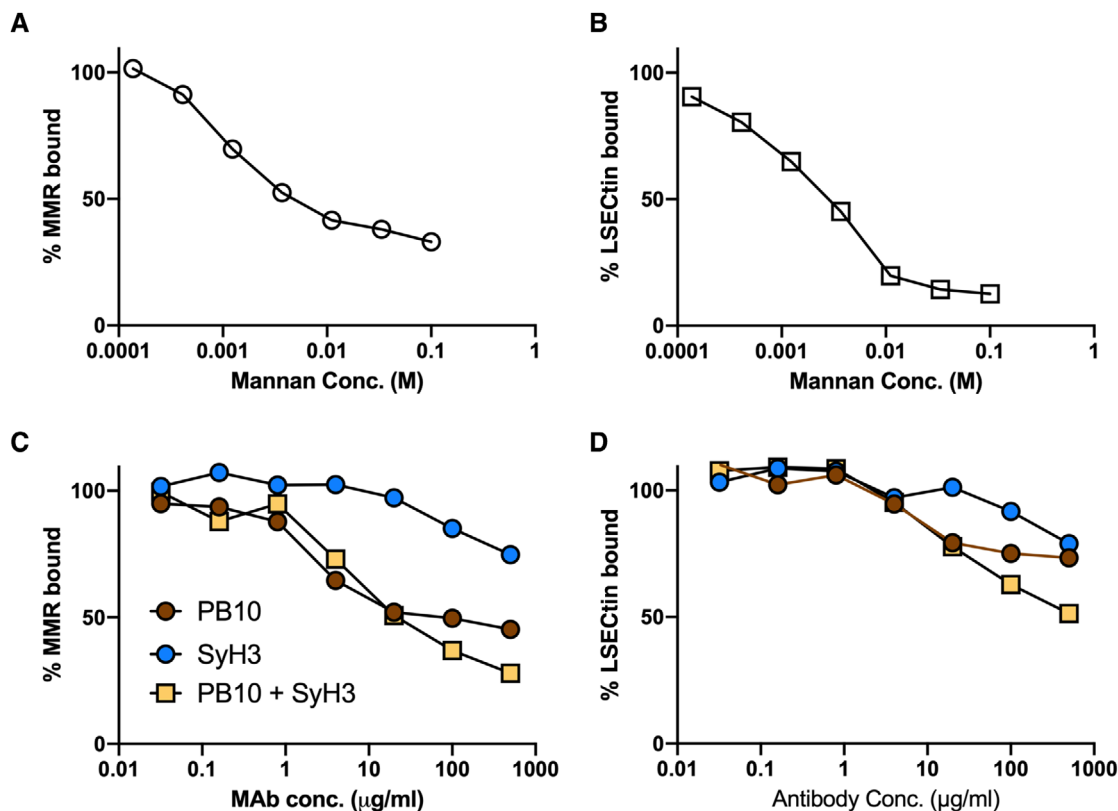 A
100
50
0
% MMR bound
0.0001 0.001 0.01 0.1 1
Mannan Conc. (M)
B
100
50
0
% LSECtin bound
0.0001 0.001 0.01 0.1 1
Mannan Conc. (M)
C
100
50
0
% MMR bound
PB10
SyH3
PB10 + SyH3
0.01 0.1 1 10 100 1000
MAb conc. (μg/ml)
D
100
50
0
% LSECtin bound
0.01 0.1 1 10 100 1000
Antibody Conc. (μg/ml)